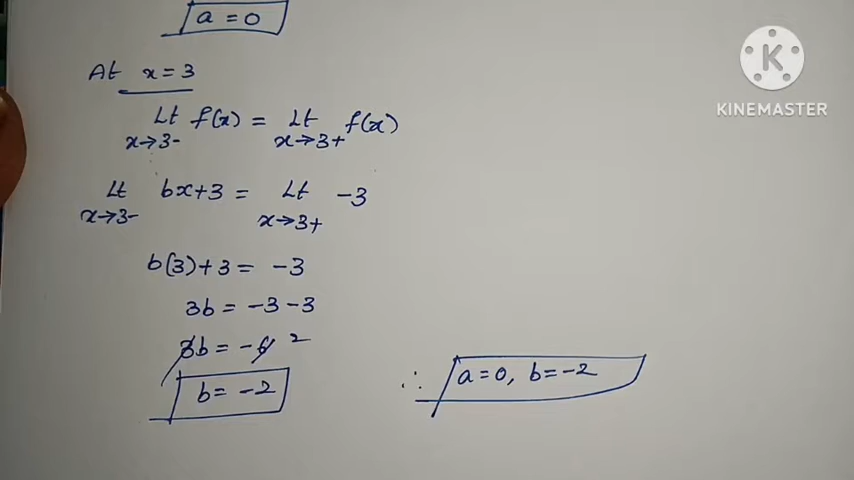 a = 0
At x = 3
Lt f(x) = Lt f(x)
x→3- x→3+
Lt bx+3 = Lt -3
x→3- x→3+
b(3)+3 = -3
3b = -3-3
3b = -6 2
b = -2
∴ a=0, b=-2
KINEMASTER